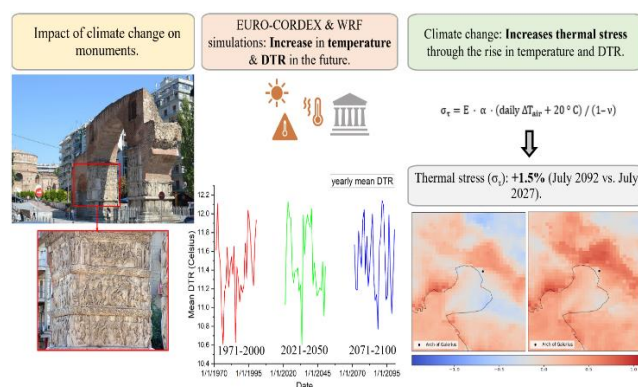 Impact of climate change on
monuments.
EURO-CORDEX & WRF
simulations: Increase in temperature
& DTR in the future.
yearly mean DTR
Mean DTR (Celsius)
12.2
12.0
11.8
11.6
11.4
11.2
11.0
10.8
10.6
10.4
1971-2000
2021-2050
2071-2100
1/1/1970
1/1/1995
1/1/2020
1/1/2045
1/1/2070
1/1/2095
Date
Climate change: Increases thermal stress
through the rise in temperature and DTR.
στ = E · α · (daily ΔTair + 20 ° C) / (1– ν)
Thermal stress (στ): +1.5% (July 2092 vs. July
2027).
Arch of Galerius
Arch of Galerius